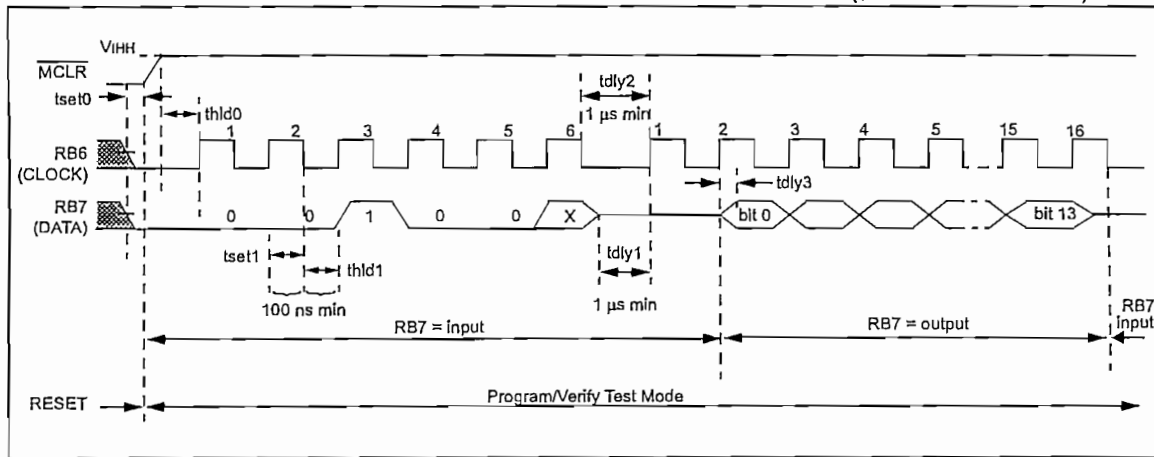 VIHH
MCLR
tset0
thld0
tdly2
1 µs min
1 2 3 4 5 6 1 2 3 4 5 15 16
RB6
(CLOCK)
tdly3
RB7
(DATA)
0 0 1 0 0 X bit 0 bit 13
tset1
thld1
tdly1
100 ns min
1 µs min
RB7 = input
RB7 = output
RB7
input
RESET
Program/Verify Test Mode